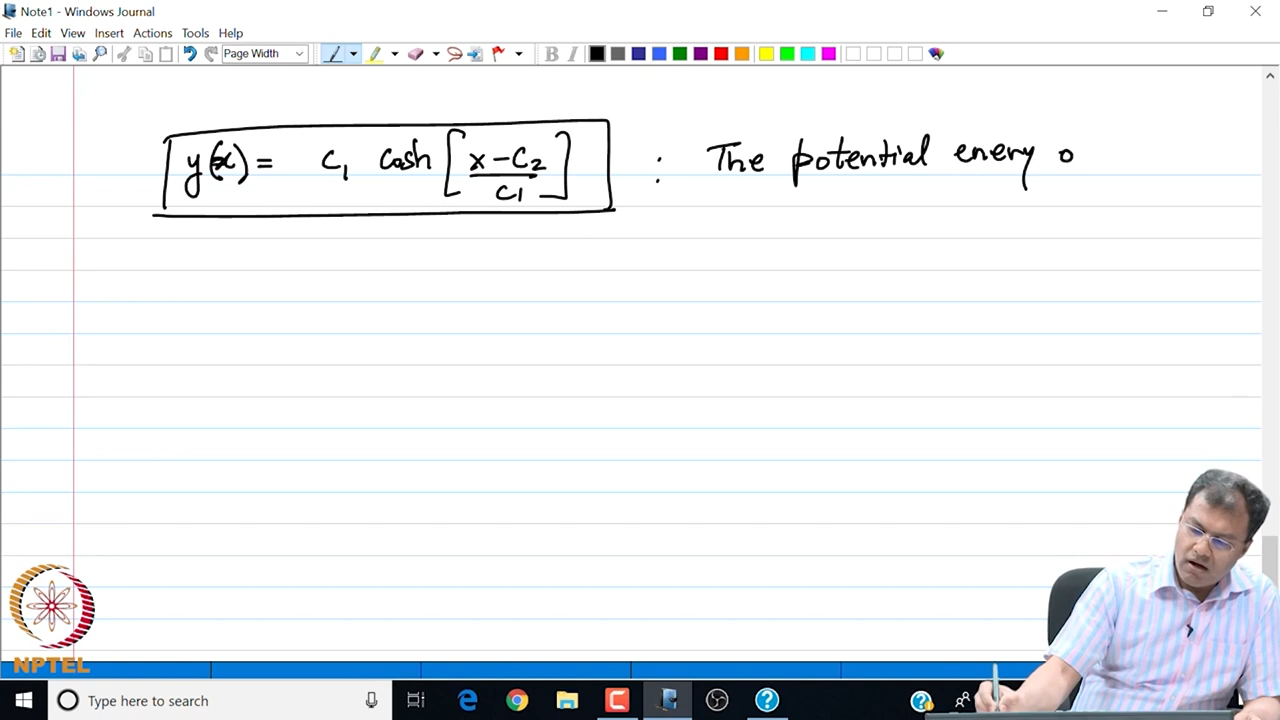 Note1 - Windows Journal
File Edit View Insert Actions Tools Help
Page Width
B I
y(x) = C1 cosh [ x - C2 / C1 ] : The potential enery o
NPTEL
Type here to search